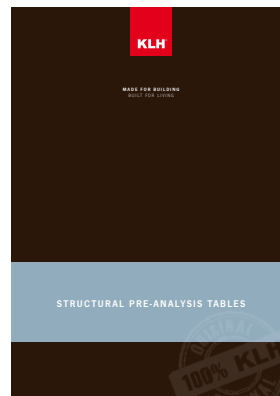 KLH
MADE FOR BUILDING
BUILT FOR LIVING
STRUCTURAL PRE-ANALYSIS TABLES
ORIGINAL
100% KLH